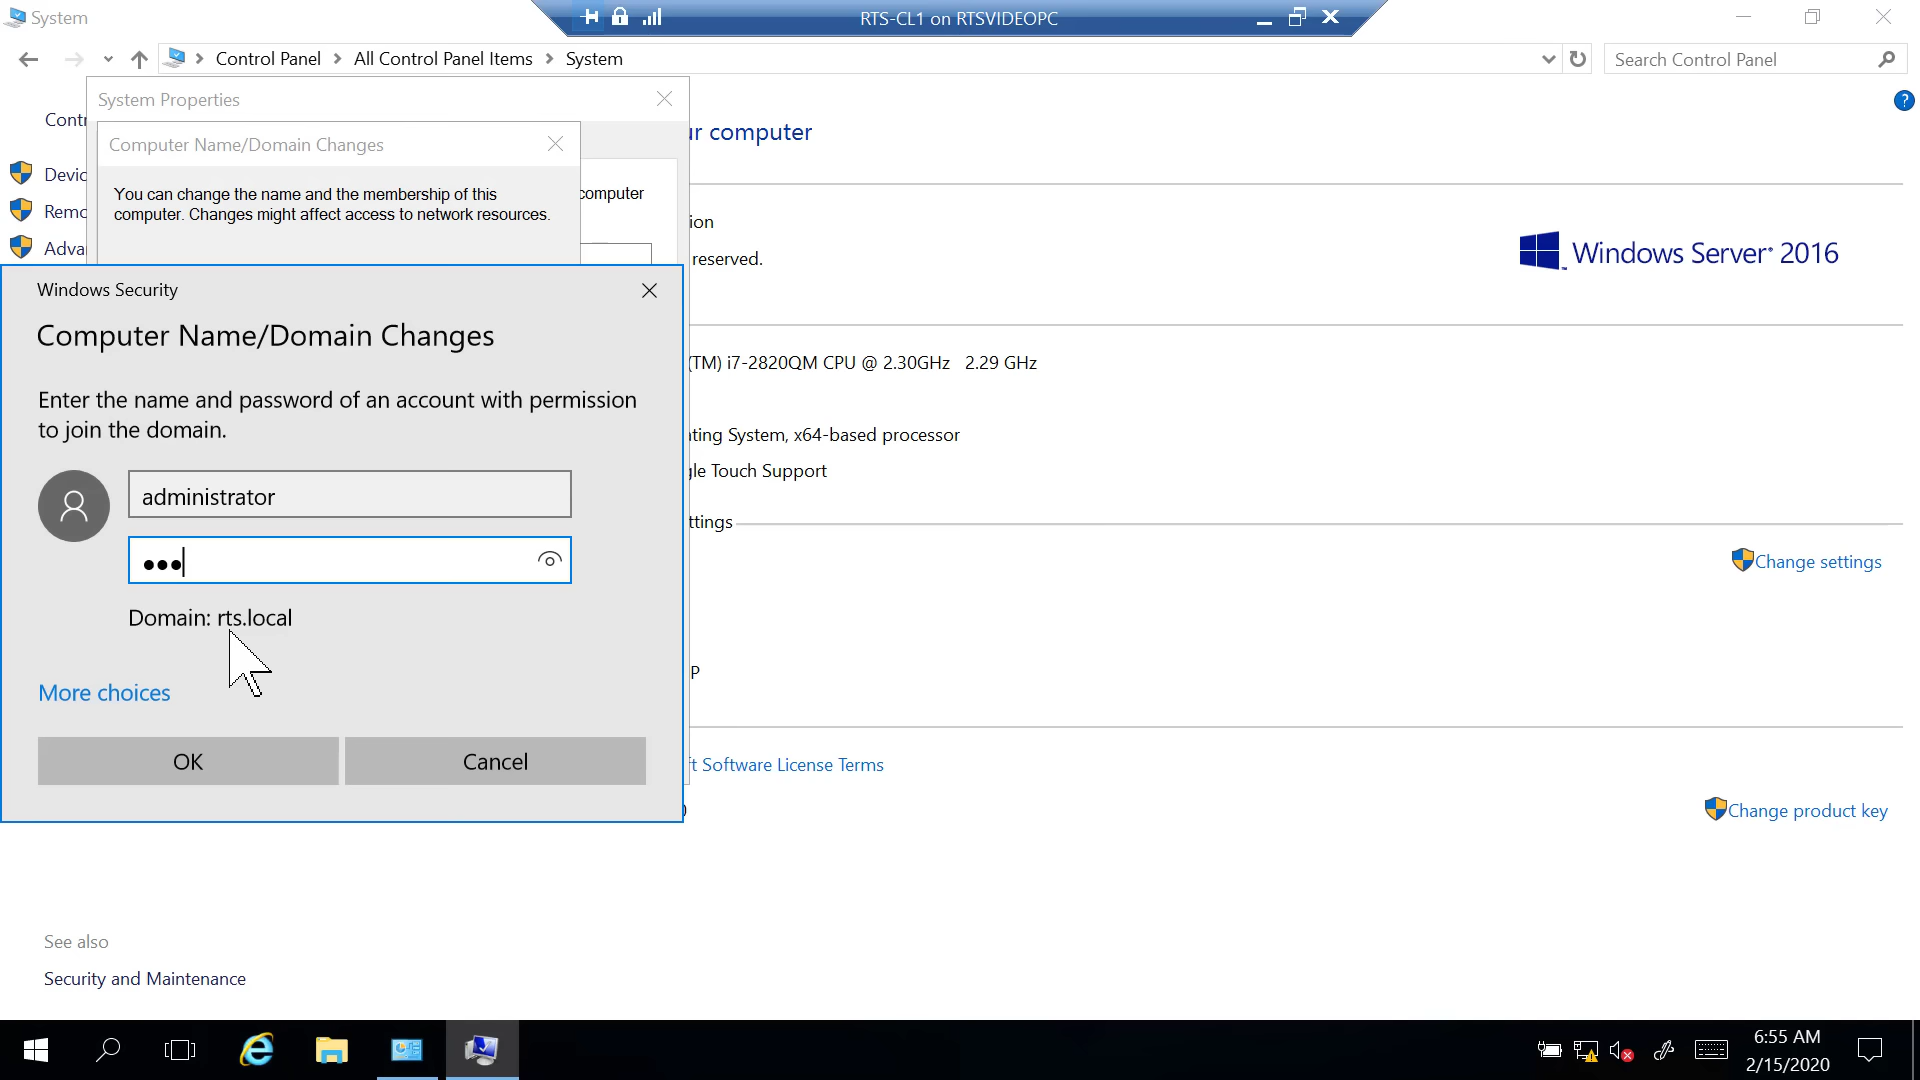 System
RTS-CL1 on RTSVIDEOPC
Control Panel
All Control Panel Items
System
Search Control Panel
System Properties
Computer Name/Domain Changes
You can change the name and the membership of this
computer. Changes might affect access to network resources.
computer
computer
reserved.
Windows Server 2016
Windows Security
Computer Name/Domain Changes
Enter the name and password of an account with permission
to join the domain.
administrator
Domain: rts.local
More choices
OK
Cancel
(TM) i7-2820QM CPU @ 2.30GHz 2.29 GHz
System, x64-based processor
Touch Support
Change settings
P
Software License Terms
Change product key
See also
Security and Maintenance
6:55 AM
2/15/2020